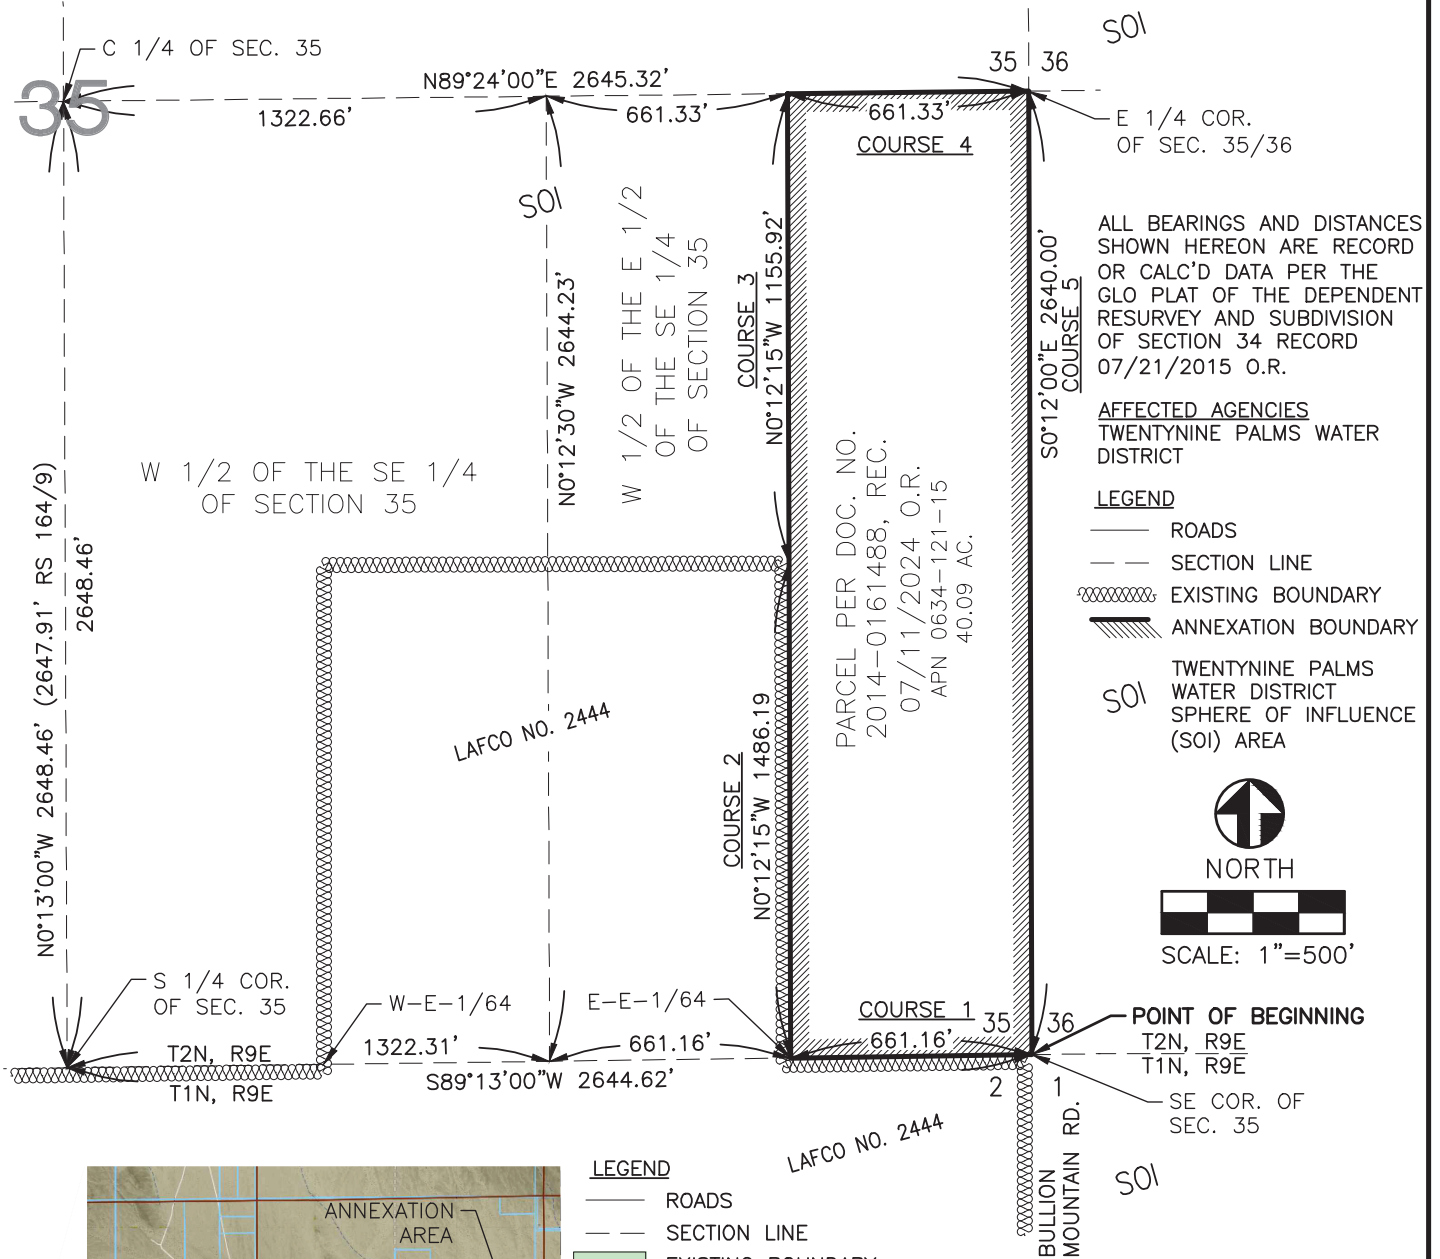 SOI
C 1/4 OF SEC. 35
35 36
35
N89°24'00"E 2645.32'
1322.66'
661.33'
661.33'
COURSE 4
E 1/4 COR.
OF SEC. 35/36
SOI
W 1/2 OF THE E 1/2
OF THE SE 1/4
OF SECTION 35
N0°12'30"W 2644.23'
COURSE 3
N0°12'15"W 1155.92'
S0°12'00"E 2640.00'
COURSE 5
ALL BEARINGS AND DISTANCES
SHOWN HEREON ARE RECORD
OR CALC'D DATA PER THE
GLO PLAT OF THE DEPENDENT
RESURVEY AND SUBDIVISION
OF SECTION 34 RECORD
07/21/2015 O.R.
AFFECTED AGENCIES
TWENTYNINE PALMS WATER
DISTRICT
LEGEND
ROADS
SECTION LINE
EXISTING BOUNDARY
ANNEXATION BOUNDARY
SOI
TWENTYNINE PALMS
WATER DISTRICT
SPHERE OF INFLUENCE
(SOI) AREA
NORTH
SCALE: 1"=500'
W 1/2 OF THE SE 1/4
OF SECTION 35
N0°13'00"W 2648.46' (2647.91' RS 164/9)
2648.46'
PARCEL PER DOC. NO.
2014-0161488, REC.
07/11/2024 O.R.
APN 0634-121-15
40.09 AC.
LAFCO NO. 2444
COURSE 2
N0°12'15"W 1486.19
S 1/4 COR.
OF SEC. 35
W-E-1/64
E-E-1/64
COURSE 1
35
36
POINT OF BEGINNING
T2N, R9E
T1N, R9E
1322.31'
661.16'
661.16'
T2N, R9E
T1N, R9E
S89°13'00"W 2644.62'
2
1
SE COR. OF
SEC. 35
LAFCO NO. 2444
BULLION
MOUNTAIN RD.
SOI
ANNEXATION
AREA
LEGEND
ROADS
SECTION LINE
EXISTING BOUNDARY